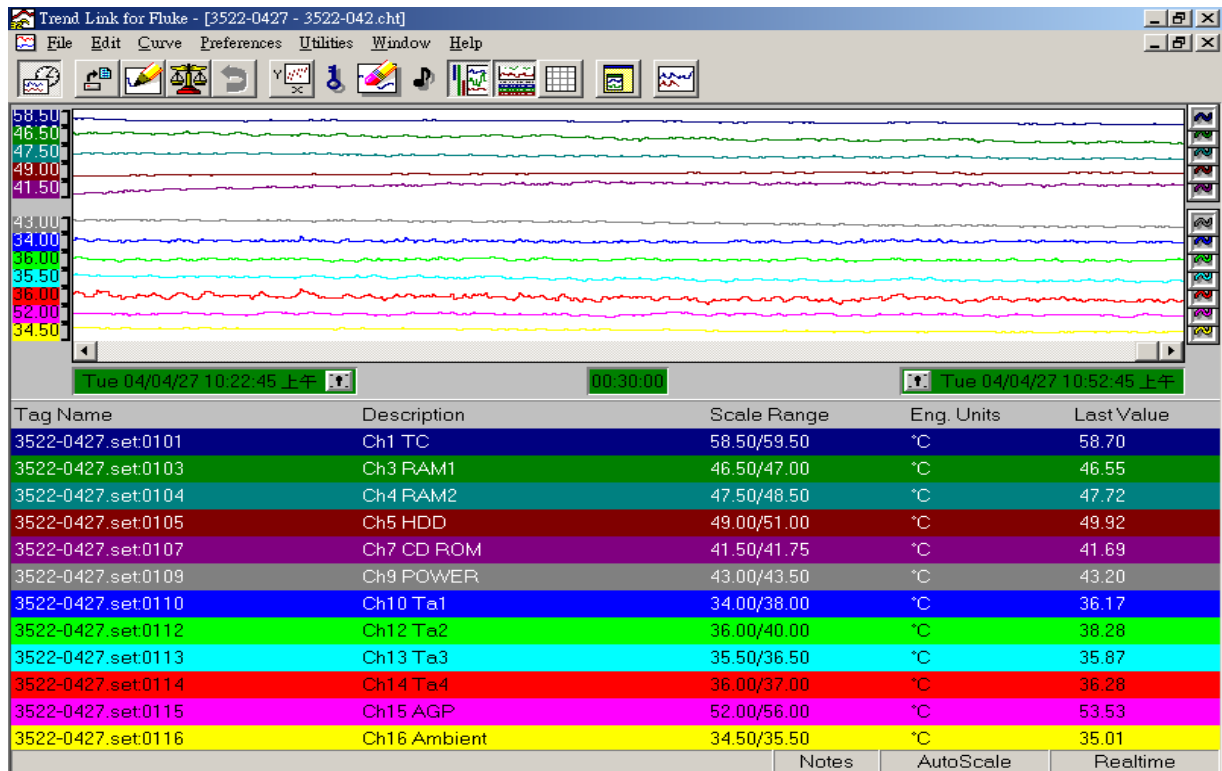 Trend Link for Fluke - [3522-0427 - 3522-042.cht]
File Edit Curve Preferences Utilities Window Help
58.50
46.50
47.50
49.00
41.50
43.00
34.00
36.00
35.50
36.00
52.00
34.50
Tue 04/04/27 10:22:45 上午 00:30:00 Tue 04/04/27 10:52:45 上午
Tag Name Description Scale Range Eng. Units Last Value
3522-0427.set:0101 Ch1 TC 58.50/59.50 °C 58.70
3522-0427.set:0103 Ch3 RAM1 46.50/47.00 °C 46.55
3522-0427.set:0104 Ch4 RAM2 47.50/48.50 °C 47.72
3522-0427.set:0105 Ch5 HDD 49.00/51.00 °C 49.92
3522-0427.set:0107 Ch7 CD ROM 41.50/41.75 °C 41.69
3522-0427.set:0109 Ch9 POWER 43.00/43.50 °C 43.20
3522-0427.set:0110 Ch10 Ta1 34.00/38.00 °C 36.17
3522-0427.set:0112 Ch12 Ta2 36.00/40.00 °C 38.28
3522-0427.set:0113 Ch13 Ta3 35.50/36.50 °C 35.87
3522-0427.set:0114 Ch14 Ta4 36.00/37.00 °C 36.28
3522-0427.set:0115 Ch15 AGP 52.00/56.00 °C 53.53
3522-0427.set:0116 Ch16 Ambient 34.50/35.50 °C 35.01
Notes AutoScale Realtime